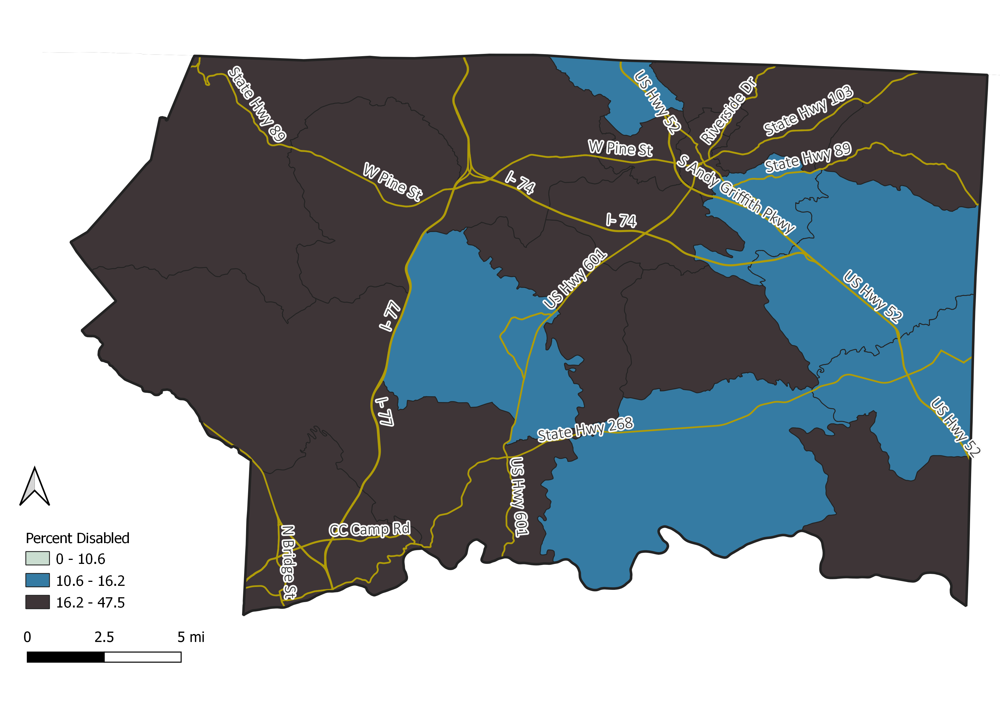 State Hwy 89
US Hwy 52
Riverside Dr
State Hwy 103
W Pine St
State Hwy 89
W Pine St
I- 74
S Andy Griffith Pkwy
I- 74
US Hwy 601
US Hwy 52
I- 77
I- 77
State Hwy 268
US Hwy 52
US Hwy 601
CC Camp Rd
N Bridge St
Percent Disabled
0 - 10.6
10.6 - 16.2
16.2 - 47.5
0 2.5 5 mi